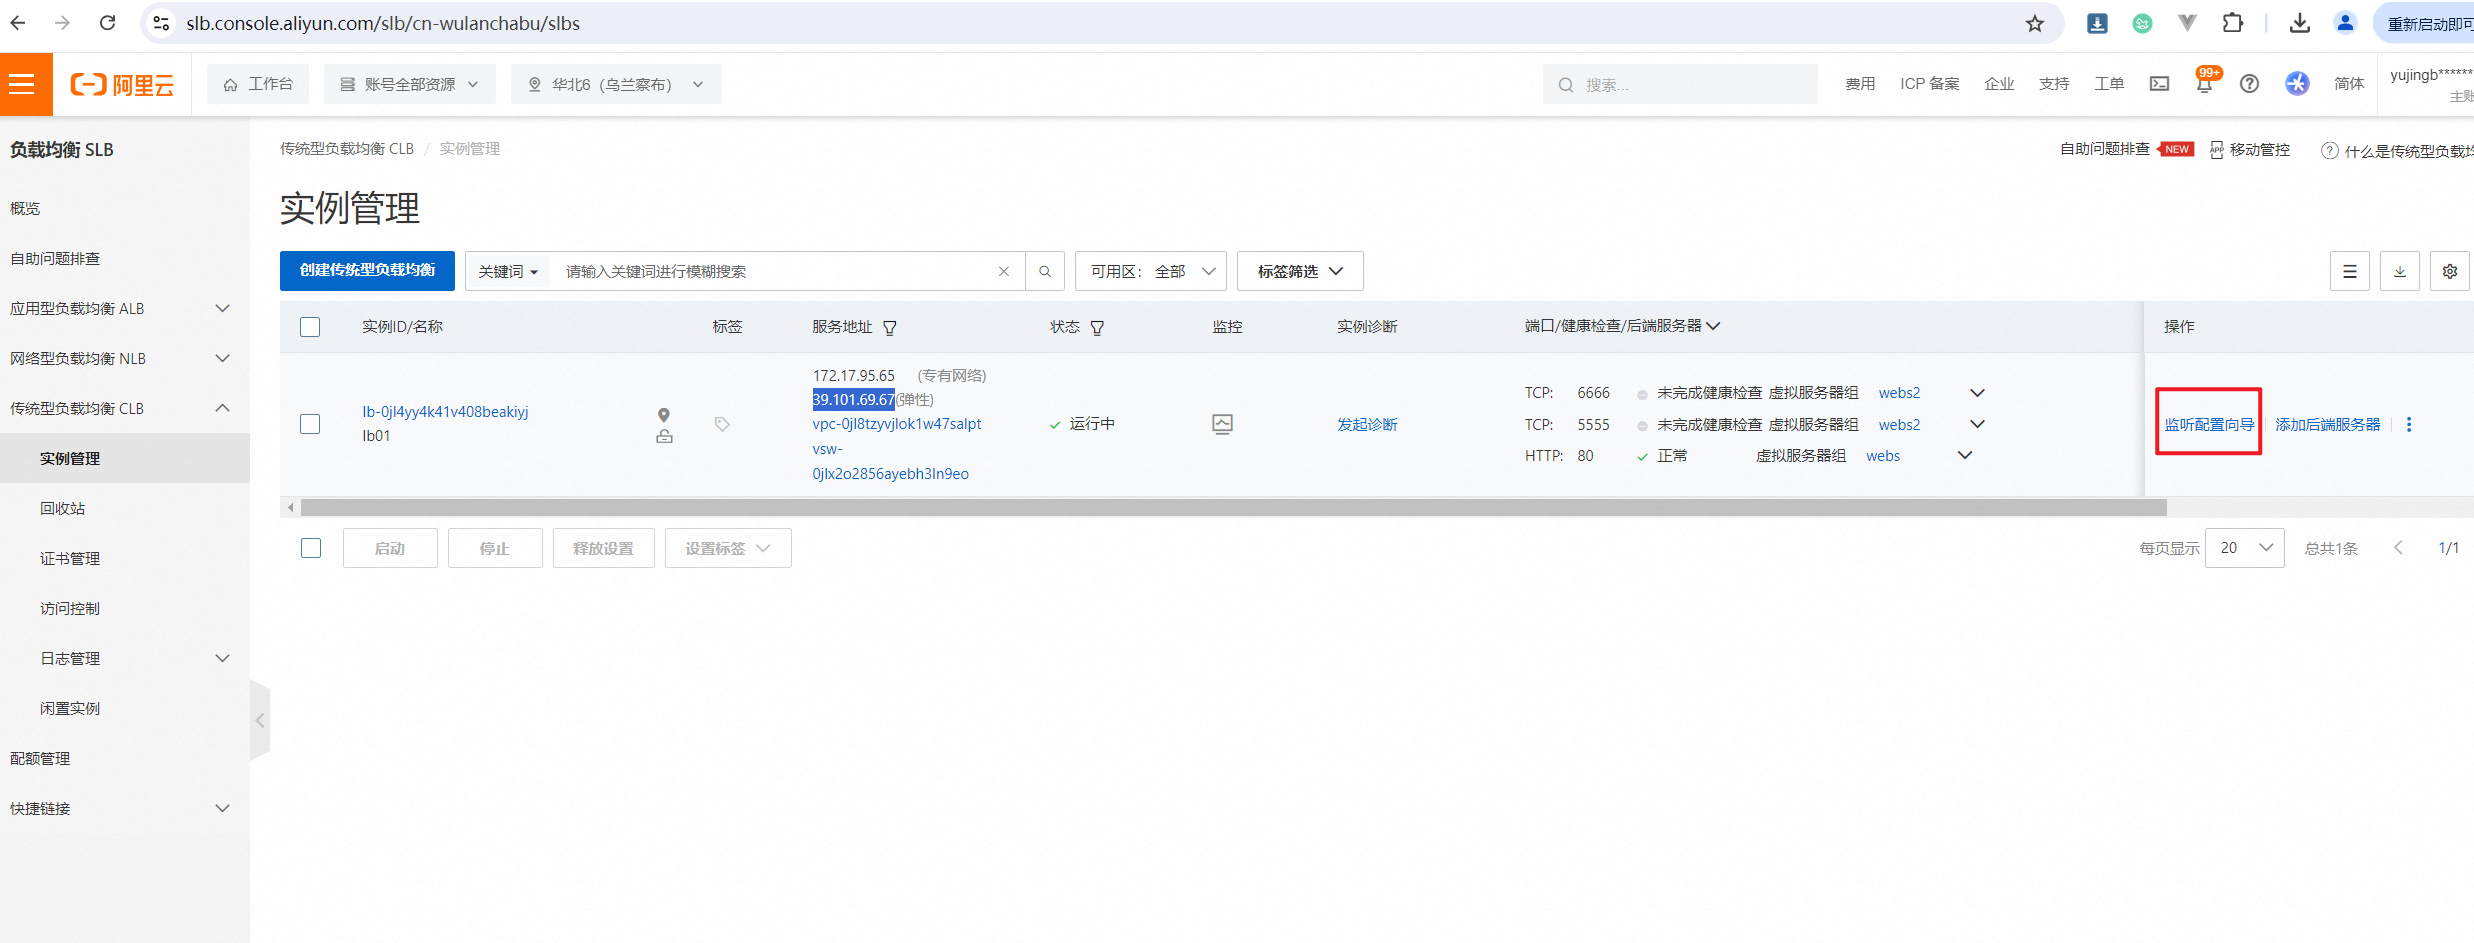 slb.console.aliyun.com/slb/cn-wulanchabu/slbs
重新启动即可
阿里云
工作台
账号全部资源
华北6（乌兰察布）
搜索...
费用
ICP 备案
企业
支持
工单
99+
简体
yujingb******
主账
负载均衡 SLB
概览
自助问题排查
应用型负载均衡 ALB
网络型负载均衡 NLB
传统型负载均衡 CLB
实例管理
回收站
证书管理
访问控制
日志管理
闲置实例
配额管理
快捷链接
传统型负载均衡 CLB / 实例管理
自助问题排查 NEW
APP 移动管控
什么是传统型负载均
实例管理
创建传统型负载均衡
关键词
请输入关键词进行模糊搜索
可用区： 全部
标签筛选
实例ID/名称 标签 服务地址 状态 监控 实例诊断 端口/健康检查/后端服务器 操作
lb-0jl4yy4k41v408beakiyj
lb01
172.17.95.65 (专有网络)
39.101.69.67(弹性)
vpc-0jl8tzyvjlok1w47salpt
vsw-
0jlx2o2856ayebh3ln9eo
运行中
发起诊断
TCP: 6666 未完成健康检查 虚拟服务器组 webs2
TCP: 5555 未完成健康检查 虚拟服务器组 webs2
HTTP: 80 正常 虚拟服务器组 webs
监听配置向导 添加后端服务器
启动 停止 释放设置 设置标签
每页显示 20 总共1条 1/1